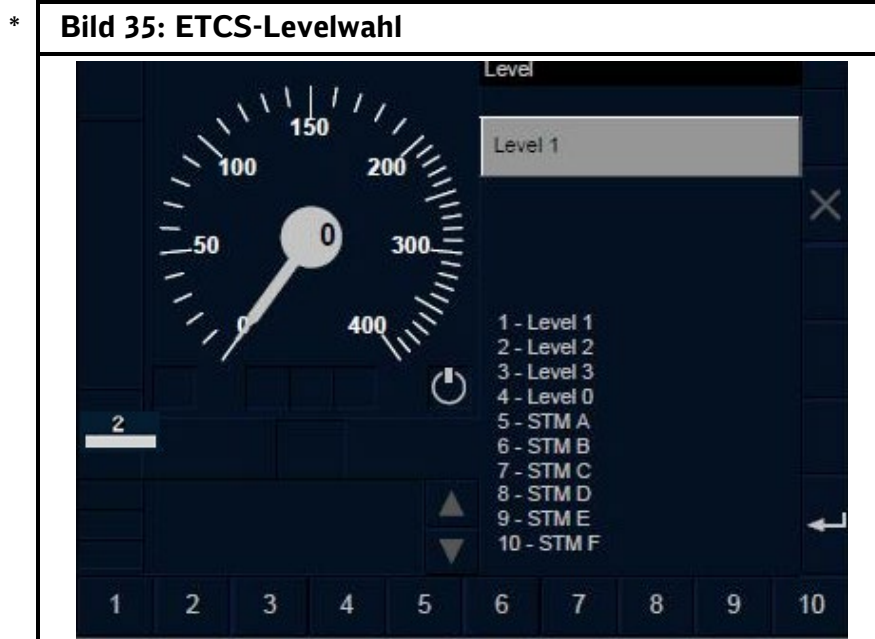 *
Bild 35: ETCS-Levelwahl
Level
Level 1
150
100
200
50
0
300
0
400
1 - Level 1
2 - Level 2
3 - Level 3
4 - Level 0
5 - STM A
6 - STM B
7 - STM C
8 - STM D
9 - STM E
10 - STM F
2
1 2 3 4 5 6 7 8 9 10